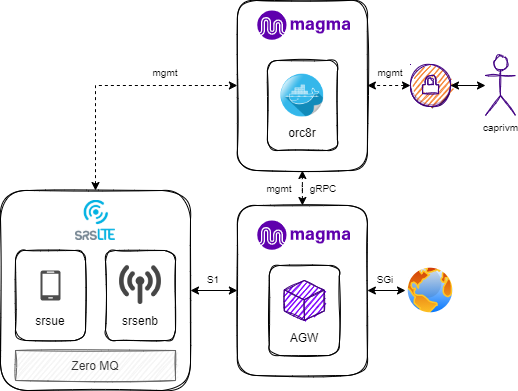 magma
mgmt
mgmt
orc8r
caprivm
mgmt gRPC
srsLTE
magma
srsue
srsenb
S1
SGi
AGW
Zero MQ